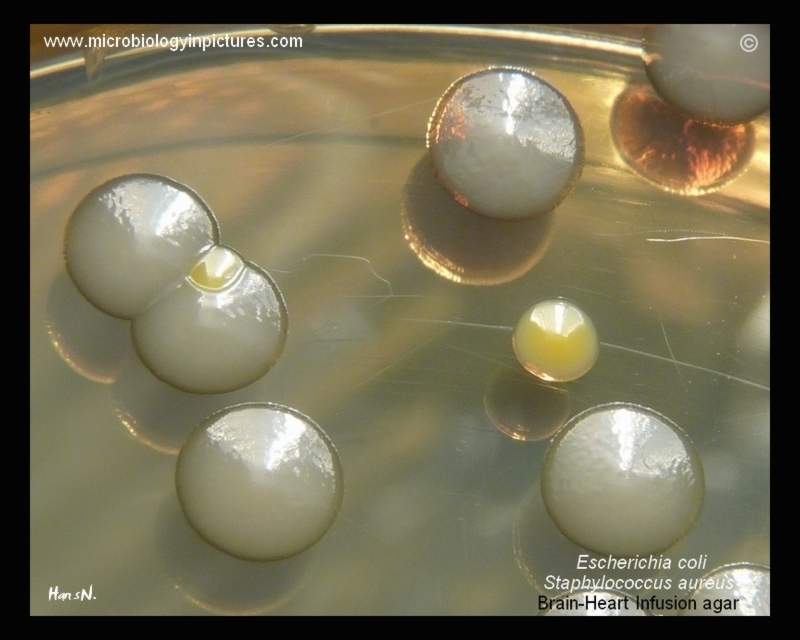 www.microbiologyinpictures.com
©
Escherichia coli
Staphylococcus aureus
Brain-Heart Infusion agar
HansN.